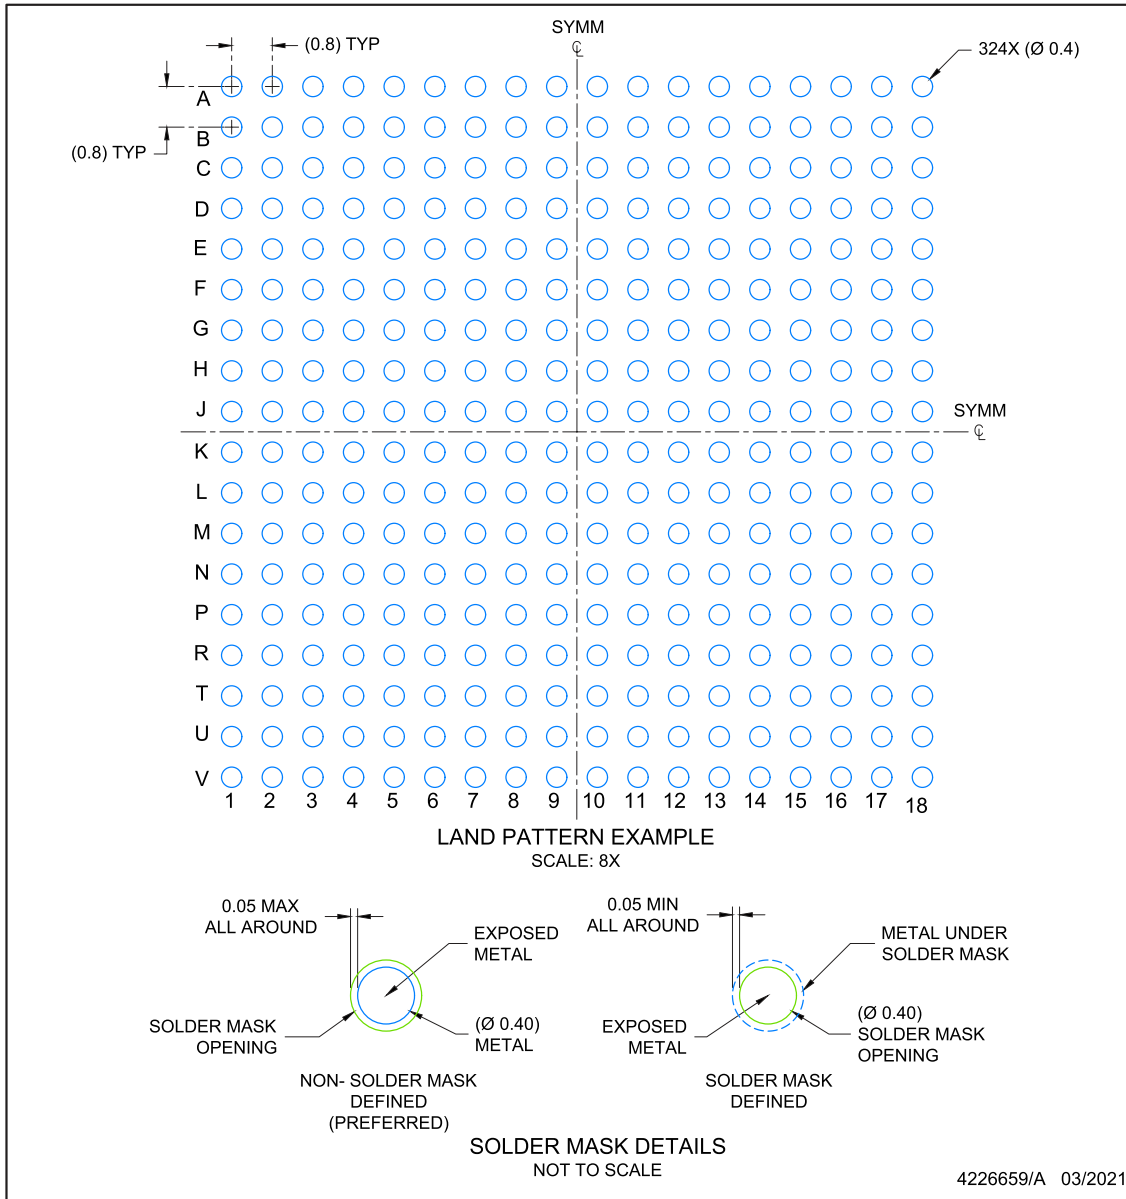 SYMM
℄
(0.8) TYP
324X (Ø 0.4)
A
B
(0.8) TYP
C
D
E
F
G
H
J
SYMM
℄
K
L
M
N
P
R
T
U
V
1 2 3 4 5 6 7 8 9 10 11 12 13 14 15 16 17 18
LAND PATTERN EXAMPLE
SCALE: 8X
0.05 MAX
ALL AROUND
EXPOSED
METAL
SOLDER MASK
OPENING
(Ø 0.40)
METAL
NON- SOLDER MASK
DEFINED
(PREFERRED)
0.05 MIN
ALL AROUND
METAL UNDER
SOLDER MASK
EXPOSED
METAL
(Ø 0.40)
SOLDER MASK
OPENING
SOLDER MASK
DEFINED
SOLDER MASK DETAILS
NOT TO SCALE
4226659/A 03/2021